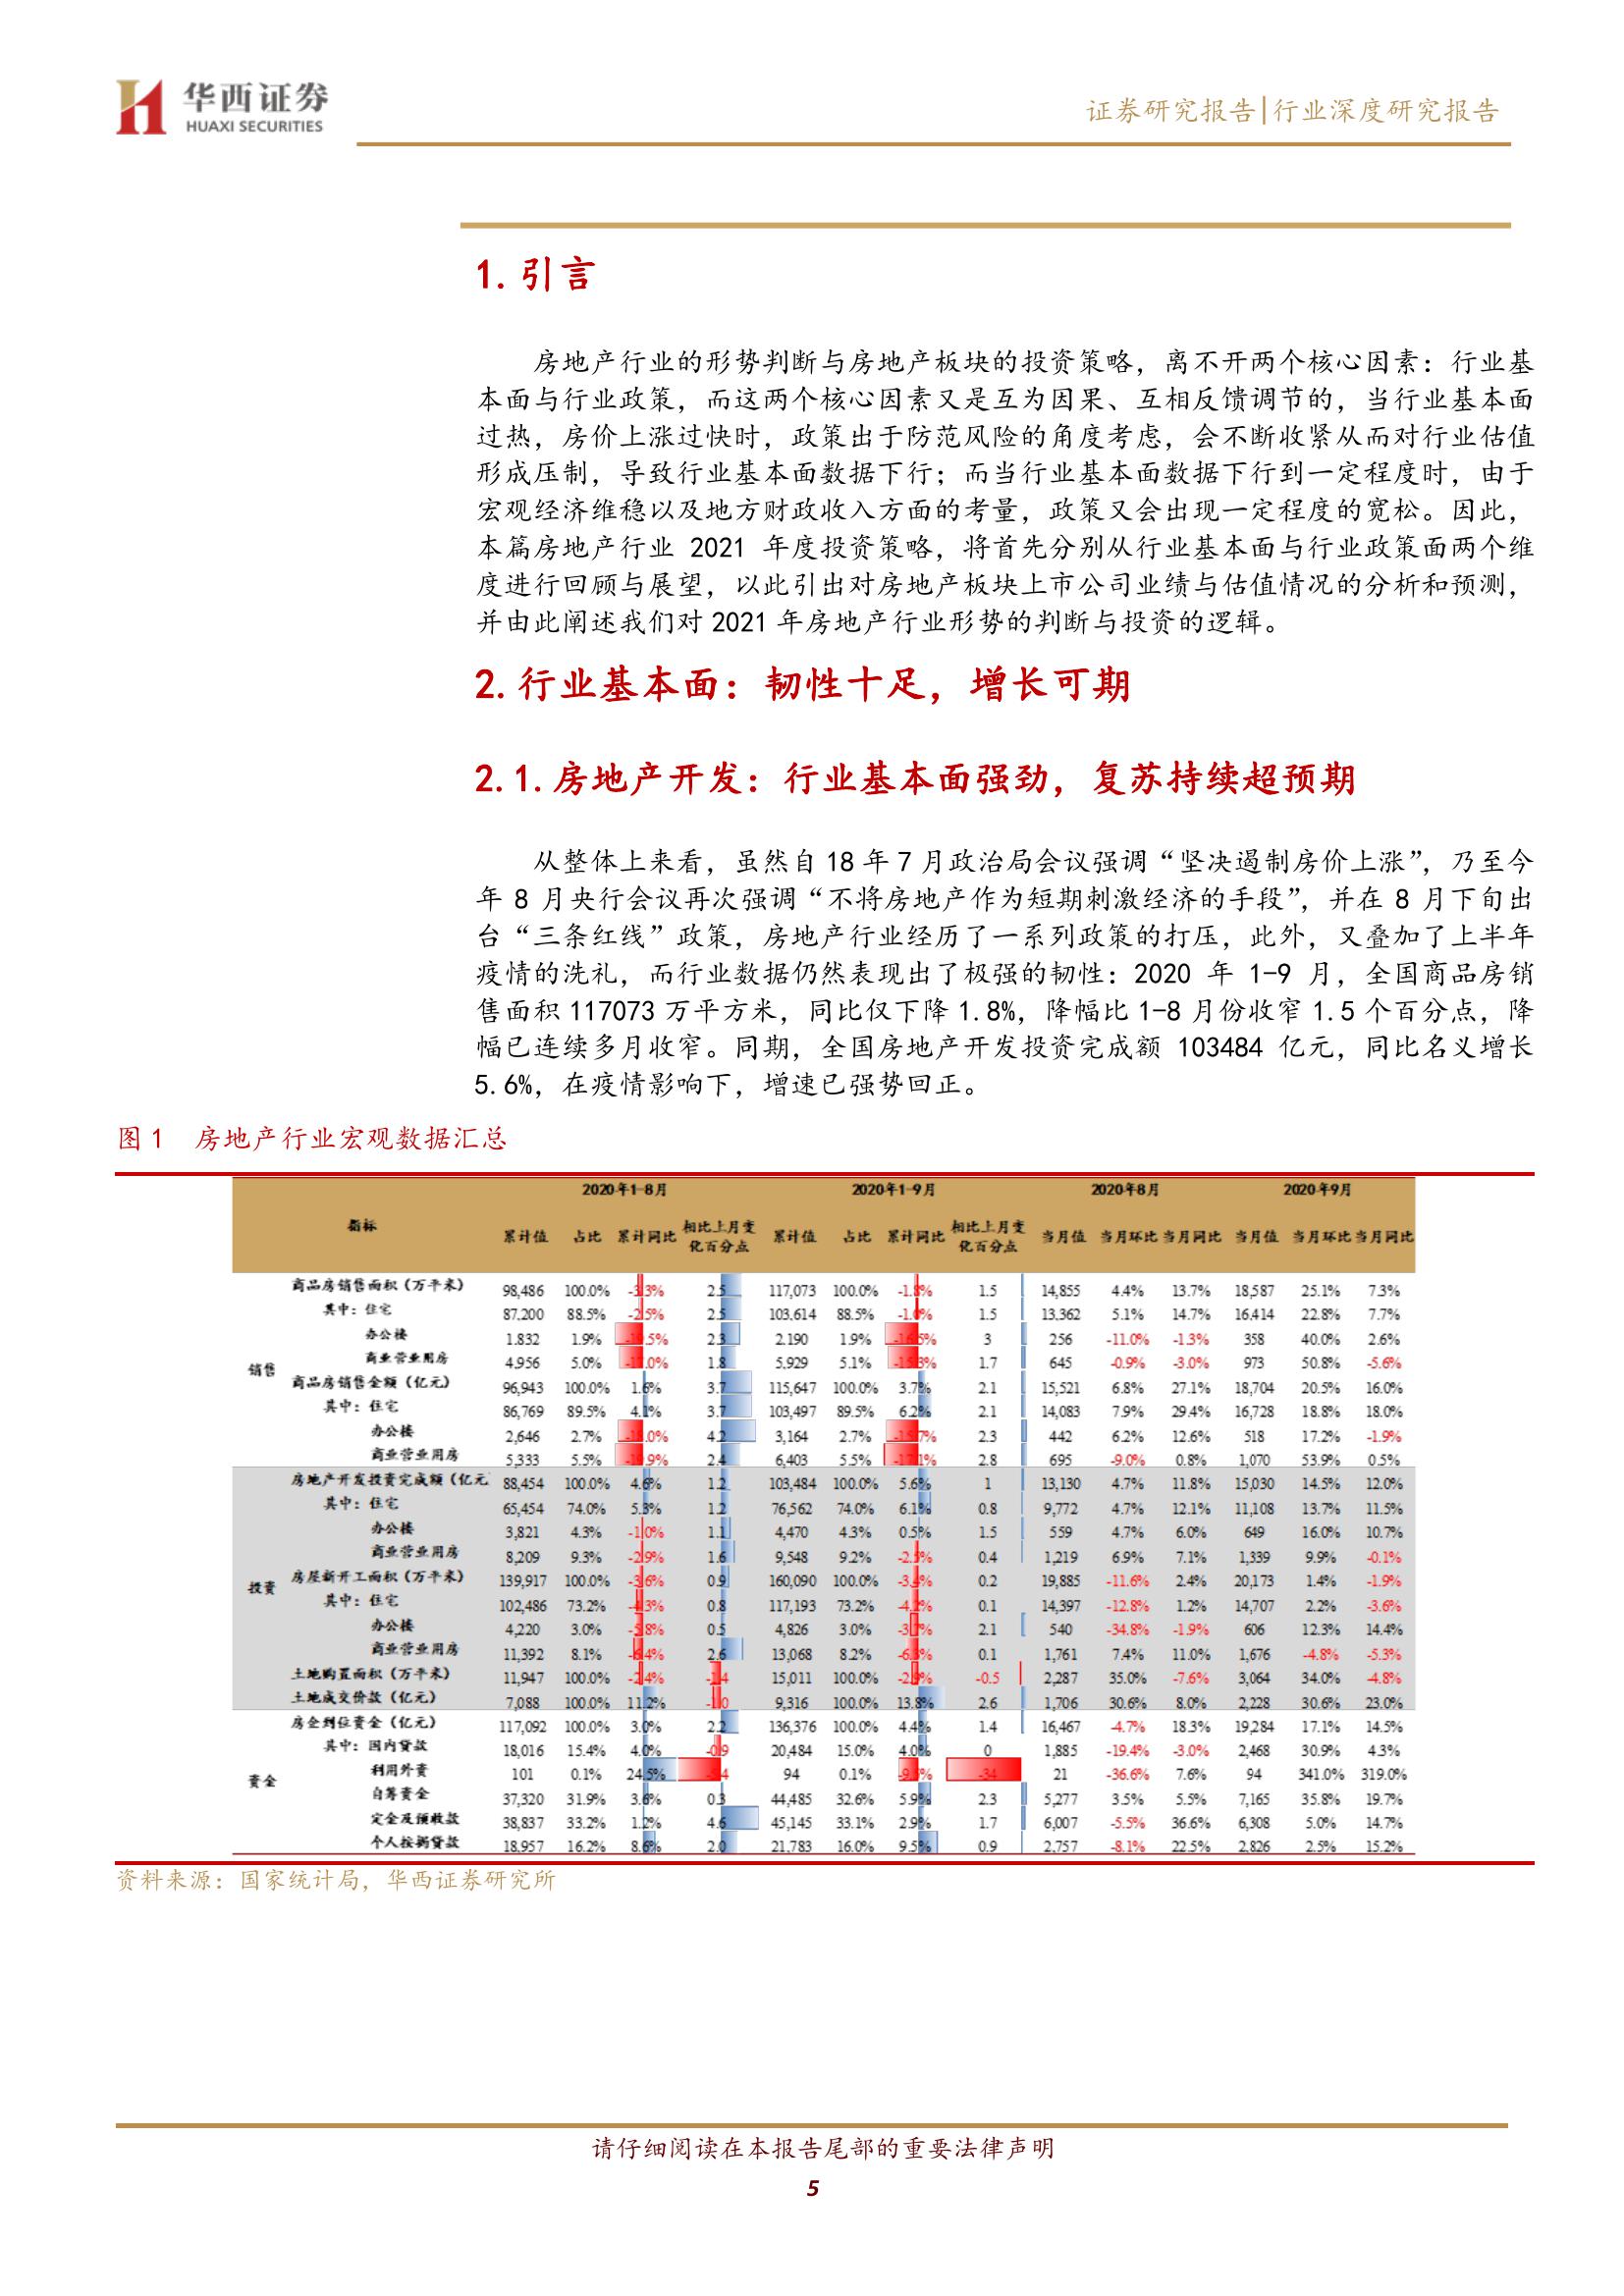 华西证券
HUAXI SECURITIES
证券研究报告|行业深度研究报告
1.引言
房地产行业的形势判断与房地产板块的投资策略，离不开两个核心因素：行业基
本面与行业政策，而这两个核心因素又是互为因果、互相反馈调节的，当行业基本面
过热，房价上涨过快时，政策出于防范风险的角度考虑，会不断收紧从而对行业估值
形成压制，导致行业基本面数据下行；而当行业基本面数据下行到一定程度时，由于
宏观经济维稳以及地方财政收入方面的考量，政策又会出现一定程度的宽松。因此，
本篇房地产行业 2021 年度投资策略，将首先分别从行业基本面与行业政策面两个维
度进行回顾与展望，以此引出对房地产板块上市公司业绩与估值情况的分析和预测，
并由此阐述我们对 2021 年房地产行业形势的判断与投资的逻辑。
2.行业基本面：韧性十足，增长可期
2.1.房地产开发：行业基本面强劲，复苏持续超预期
从整体上来看，虽然自 18 年 7 月政治局会议强调“坚决遏制房价上涨”，乃至今
年 8 月央行会议再次强调“不将房地产作为短期刺激经济的手段”，并在 8 月下旬出
台“三条红线”政策，房地产行业经历了一系列政策的打压，此外，又叠加了上半年
疫情的洗礼，而行业数据仍然表现出了极强的韧性：2020 年 1-9 月，全国商品房销
售面积 117073 万平方米，同比仅下降 1.8%，降幅比 1-8 月份收窄 1.5 个百分点，降
幅已连续多月收窄。同期，全国房地产开发投资完成额 103484 亿元，同比名义增长
5.6%，在疫情影响下，增速已强势回正。
图 1 房地产行业宏观数据汇总
2020年1-8月 2020年1-9月 2020年8月 2020年9月
指标 累计值 占比 累计同比 相比上月变化百分点 累计值 占比 累计同比 相比上月变化百分点 当月值 当月环比 当月同比 当月值 当月环比 当月同比
销售
商品房销售面积（万平米） 98,486 100.0% -3.3% 2.5 117,073 100.0% -1.8% 1.5 14,855 4.4% 13.7% 18,587 25.1% 7.3%
其中：住宅 87,200 88.5% -2.5% 2.5 103,614 88.5% 1.5 13,362 5.1% 14.7% 16,414 22.8% 7.7%
办公楼 1,832 1.9% 2.3 2,190 1.9% 3 256 -11.0% -1.3% 358 40.0% 2.6%
商业营业用房 4,956 5.0% 1.8 5,929 5.1% 1.7 645 -0.9% -3.0% 973 50.8% -5.6%
商品房销售金额（亿元） 96,943 100.0% 1.6% 3.7 115,647 100.0% 3.7% 2.1 15,521 6.8% 27.1% 18,704 20.5% 16.0%
其中：住宅 86,769 89.5% 4.1% 3.7 103,497 89.5% 6.2% 2.1 14,083 7.9% 29.4% 16,728 18.8% 18.0%
办公楼 2,646 2.7% 4.2 3,164 2.7% 2.3 442 6.2% 12.6% 518 17.2% -1.9%
商业营业用房 5,333 5.5% 2.4 6,403 5.5% 2.8 695 -9.0% 0.8% 1,070 53.9% 0.5%
投资
房地产开发投资完成额（亿元 88,454 100.0% 4.6% 1.2 103,484 100.0% 5.6% 1 13,130 4.7% 11.8% 15,030 14.5% 12.0%
其中：住宅 65,454 74.0% 5.3% 1.2 76,562 74.0% 6.1% 0.8 9,772 4.7% 12.1% 11,108 13.7% 11.5%
办公楼 3,821 4.3% -1.0% 1.1 4,470 4.3% 0.5% 1.5 559 4.7% 6.0% 649 16.0% 10.7%
商业营业用房 8,209 9.3% -2.9% 1.6 9,548 9.2% 0.4 1,219 6.9% 7.1% 1,339 9.9% -0.1%
房屋新开工面积（万平米） 139,917 100.0% -3.6% 0.9 160,090 100.0% -3.4% 0.2 19,885 -11.6% 2.4% 20,173 1.4% -1.9%
其中：住宅 102,486 73.2% -4.3% 0.8 117,193 73.2% -4.2% 0.1 14,397 -12.8% 1.2% 14,707 2.2% -3.6%
办公楼 4,220 3.0% -5.8% 0.5 4,826 3.0% 2.1 540 -34.8% -1.9% 606 12.3% 14.4%
商业营业用房 11,392 8.1% -6.4% 2.6 13,068 8.2% 0.1 1,761 7.4% 11.0% 1,676 -4.8% -5.3%
土地购置面积（万平米） 11,947 100.0% -2.4% -1.4 15,011 100.0% -2.9% -0.5 2,287 35.0% -7.6% 3,064 34.0% -4.8%
土地成交价款（亿元） 7,088 100.0% 11.2% -1.0 9,316 100.0% 13.8% 2.6 1,706 30.6% 8.0% 2,228 30.6% 23.0%
资金
房企到位资金（亿元） 117,092 100.0% 3.0% 2.2 136,376 100.0% 4.4% 1.4 16,467 -4.7% 18.3% 19,284 17.1% 14.5%
其中：国内贷款 18,016 15.4% 4.0% -0.9 20,484 15.0% 4.0% 0 1,885 -19.4% -3.0% 2,468 30.9% 4.3%
利用外资 101 0.1% 24.5% 94 0.1% -34 21 -36.6% 7.6% 94 341.0% 319.0%
自筹资金 37,320 31.9% 3.6% 0.3 44,485 32.6% 5.9% 2.3 5,277 3.5% 5.5% 7,165 35.8% 19.7%
定金及预收款 38,837 33.2% 1.2% 4.6 45,145 33.1% 2.9% 1.7 6,007 -5.5% 36.6% 6,308 5.0% 14.7%
个人按揭贷款 18,957 16.2% 8.6% 2.0 21,783 16.0% 9.5% 0.9 2,757 -8.1% 22.5% 2,826 2.5% 15.2%
资料来源：国家统计局，华西证券研究所
请仔细阅读在本报告尾部的重要法律声明
5